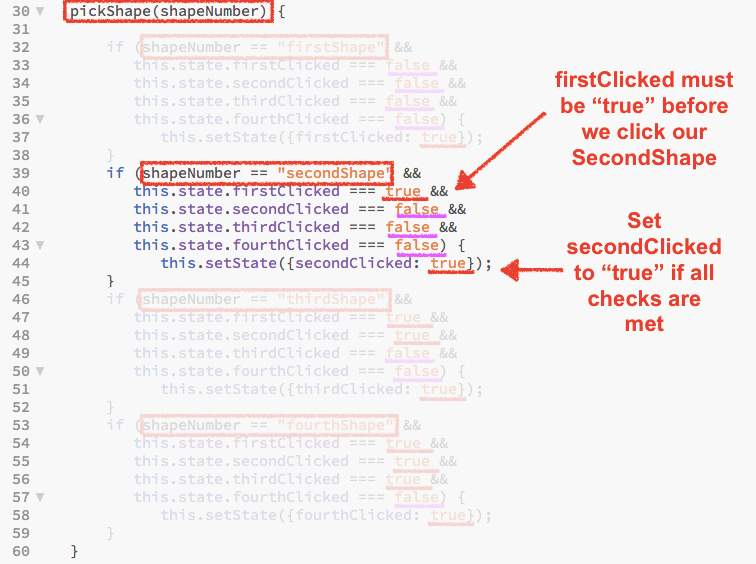 30 pickShape(shapeNumber) {
31
32 if (shapeNumber == "firstShape" &&
33 this.state.firstClicked === false &&
34 this.state.secondClicked === false &&
35 this.state.thirdClicked === false &&
36 this.state.fourthClicked === false) {
37 this.setState({firstClicked: true});
38 }
39 if (shapeNumber == "secondShape" &&
40 this.state.firstClicked === true &&
41 this.state.secondClicked === false &&
42 this.state.thirdClicked === false &&
43 this.state.fourthClicked === false) {
44 this.setState({secondClicked: true});
45 }
46 if (shapeNumber == "thirdShape" &&
47 this.state.firstClicked === true &&
48 this.state.secondClicked === true &&
49 this.state.thirdClicked === false &&
50 this.state.fourthClicked === false) {
51 this.setState({thirdClicked: true});
52 }
53 if (shapeNumber == "fourthShape" &&
54 this.state.firstClicked === true &&
55 this.state.secondClicked === true &&
56 this.state.thirdClicked === true &&
57 this.state.fourthClicked === false) {
58 this.setState({fourthClicked: true});
59 }
60 }
firstClicked must
be “true” before
we click our
SecondShape
Set
secondClicked
to “true” if all
checks are
met